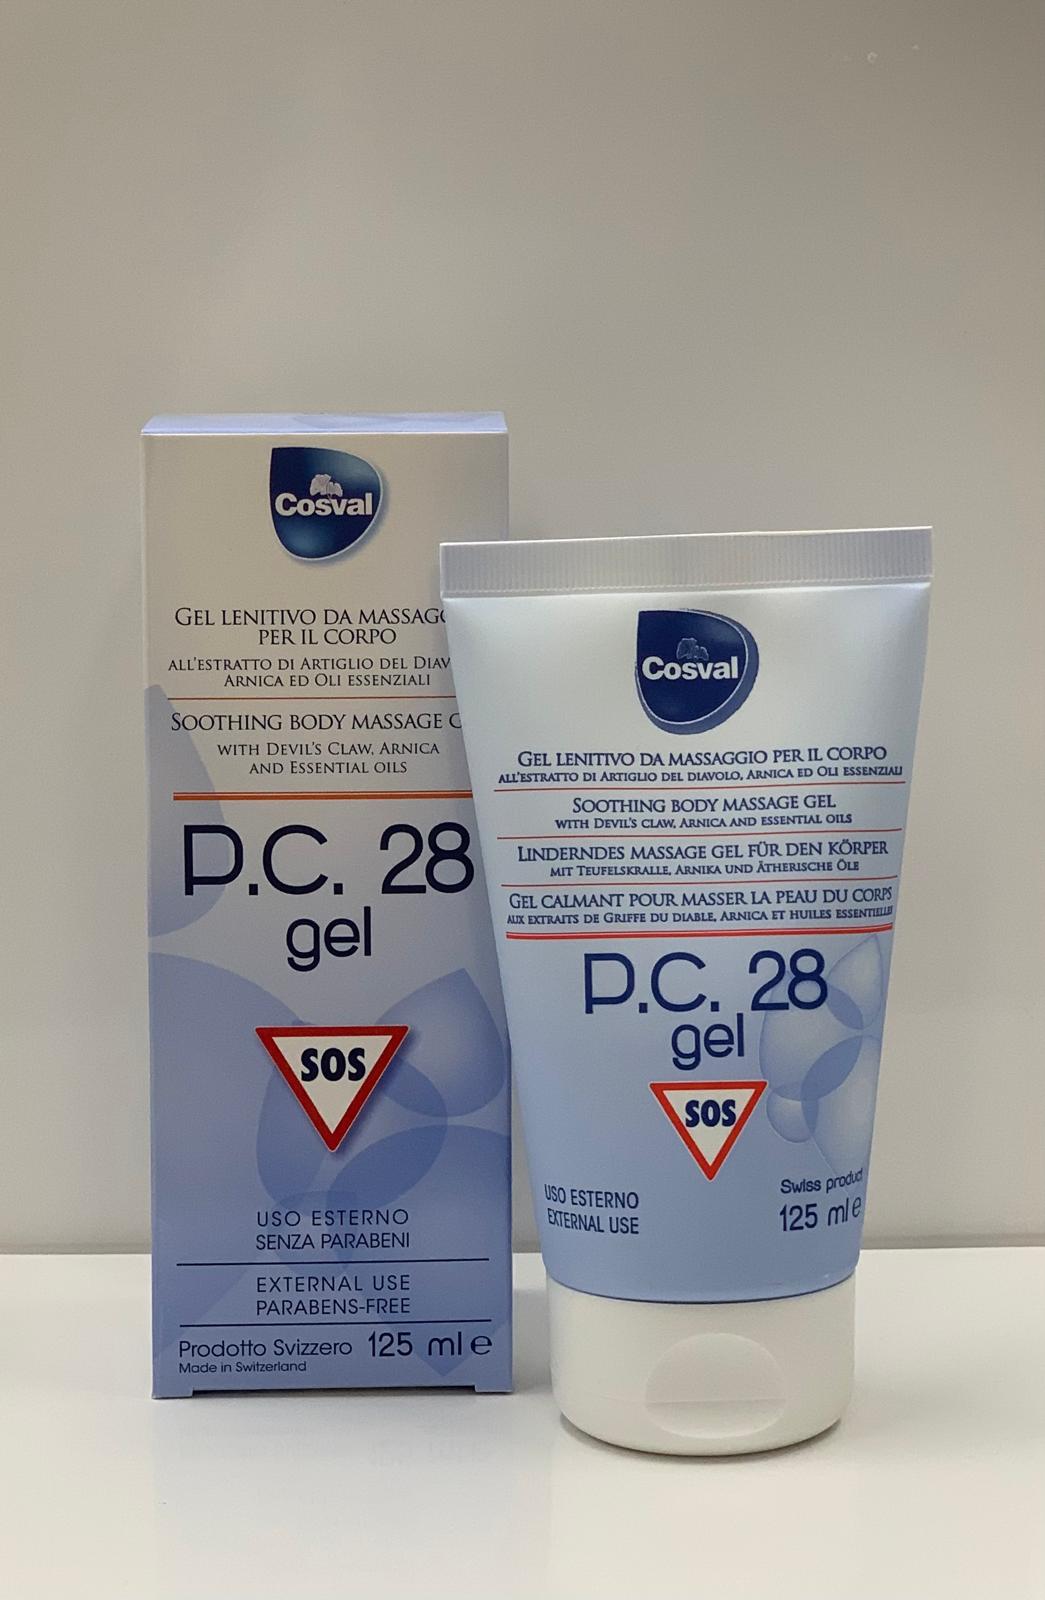 Cosval
GEL LENITIVO DA MASSAGG
PER IL CORPO
ALL'ESTRATTO DI ARTIGLIO DEL DIAV
ARNICA ED OLI ESSENZIALI
SOOTHING BODY MASSAGE G
WITH DEVIL'S CLAW, ARNICA
AND ESSENTIAL OILS
P.C. 28
gel
SOS
USO ESTERNO
SENZA PARABENI
EXTERNAL USE
PARABENS-FREE
Prodotto Svizzero 125 ml e
Made in Switzerland
Cosval
GEL LENITIVO DA MASSAGGIO PER IL CORPO
ALL'ESTRATTO DI ARTIGLIO DEL DIAVOLO, ARNICA ED OLI ESSENZIALI
SOOTHING BODY MASSAGE GEL
WITH DEVIL'S CLAW, ARNICA AND ESSENTIAL OILS
LINDERNDES MASSAGE GEL FÜR DEN KÖRPER
MIT TEUFELSKRALLE, ARNIKA UND ÄTHERISCHE ÖLE
GEL CALMANT POUR MASSER LA PEAU DU CORPS
AUX EXTRAITS DE GRIFFE DU DIABLE, ARNICA ET HUILES ESSENTIELLES
P.C. 28
gel
SOS
USO ESTERNO
EXTERNAL USE
Swiss product
125 ml e